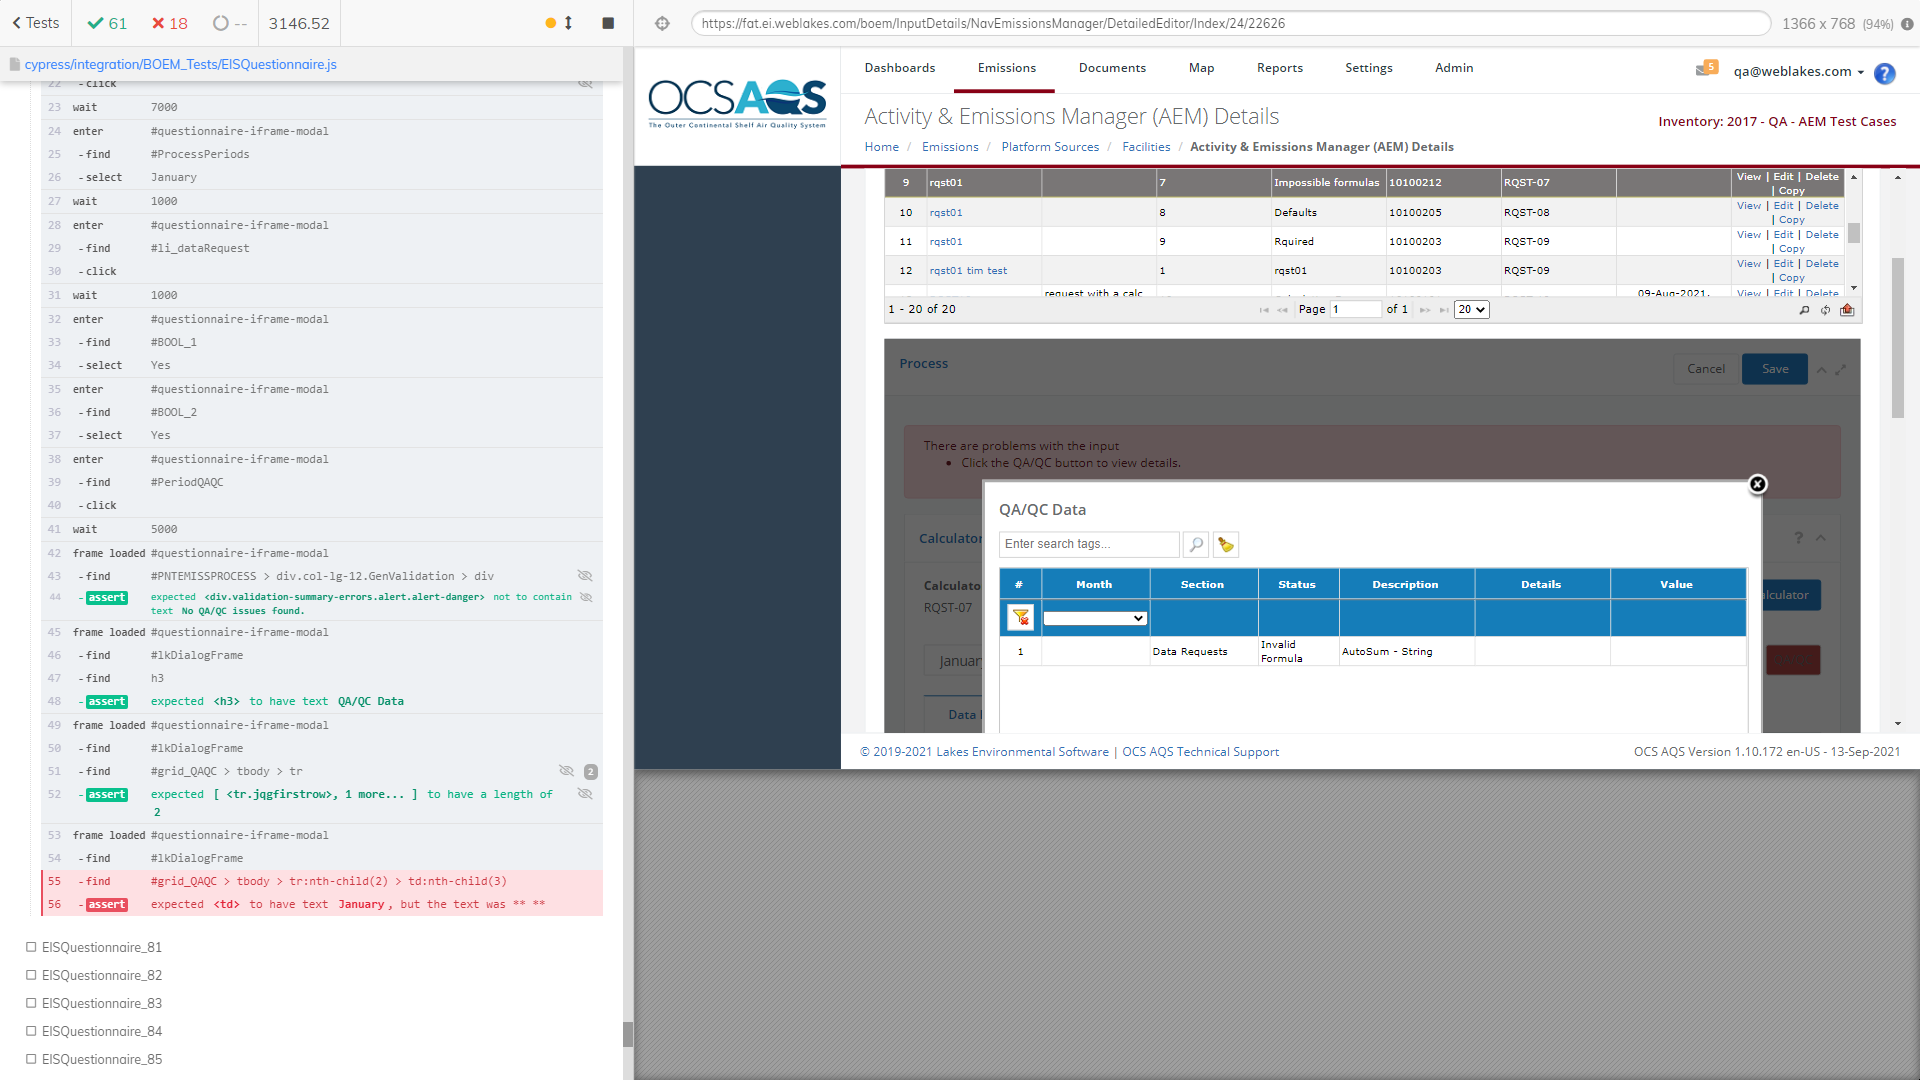 Tests
61
18
--
3146.52
https://fat.ei.weblakes.com/boem/InputDetails/NavEmissionsManager/DetailedEditor/Index/24/22626
1366 x 768 (94%)
cypress/integration/BOEM_Tests/EISQuestionnaire.js
22 -click
23 wait 7000
24 enter #questionnaire-iframe-modal
25 -find #ProcessPeriods
26 -select January
27 wait 1000
28 enter #questionnaire-iframe-modal
29 -find #li_dataRequest
30 -click
31 wait 1000
32 enter #questionnaire-iframe-modal
33 -find #BOOL_1
34 -select Yes
35 enter #questionnaire-iframe-modal
36 -find #BOOL_2
37 -select Yes
38 enter #questionnaire-iframe-modal
39 -find #PeriodQAQC
40 -click
41 wait 5000
42 frame loaded #questionnaire-iframe-modal
43 -find #PNTEMISSPROCESS > div.col-lg-12.GenValidation > div
44 -assert expected <div.validation-summary-errors.alert.alert-danger> not to contain
text No QA/QC issues found.
45 frame loaded #questionnaire-iframe-modal
46 -find #lkDialogFrame
47 -find h3
48 -assert expected <h3> to have text QA/QC Data
49 frame loaded #questionnaire-iframe-modal
50 -find #lkDialogFrame
51 -find #grid_QAQC > tbody > tr 2
52 -assert expected [ <tr.jqgfirstrow>, 1 more... ] to have a length of
2
53 frame loaded #questionnaire-iframe-modal
54 -find #lkDialogFrame
55 -find #grid_QAQC > tbody > tr:nth-child(2) > td:nth-child(3)
56 -assert expected <td> to have text January, but the text was ** **
EISQuestionnaire_81
EISQuestionnaire_82
EISQuestionnaire_83
EISQuestionnaire_84
EISQuestionnaire_85
OCSAQS
The Outer Continental Shelf Air Quality System
Dashboards Emissions Documents Map Reports Settings Admin
5
qa@weblakes.com
?
Activity & Emissions Manager (AEM) Details
Inventory: 2017 - QA - AEM Test Cases
Home / Emissions / Platform Sources / Facilities / Activity & Emissions Manager (AEM) Details
9 rqst01 7 Impossible formulas 10100212 RQST-07 View | Edit | Delete
| Copy
10 rqst01 8 Defaults 10100205 RQST-08 View | Edit | Delete
| Copy
11 rqst01 9 Rquired 10100203 RQST-09 View | Edit | Delete
| Copy
12 rqst01 tim test 1 rqst01 10100203 RQST-09 View | Edit | Delete
| Copy
request with a calc 09-Aug-2021, View | Edit | Delete
1 - 20 of 20
Page 1 of 1
20
Process
Cancel
Save
There are problems with the input
Click the QA/QC button to view details.
Calculator
?
Calculato
RQST-07
alculator
Januar
Data
QA/QC Data
Enter search tags...
# Month Section Status Description Details Value
1 Data Requests Invalid
Formula AutoSum - String
© 2019-2021 Lakes Environmental Software | OCS AQS Technical Support
OCS AQS Version 1.10.172 en-US - 13-Sep-2021